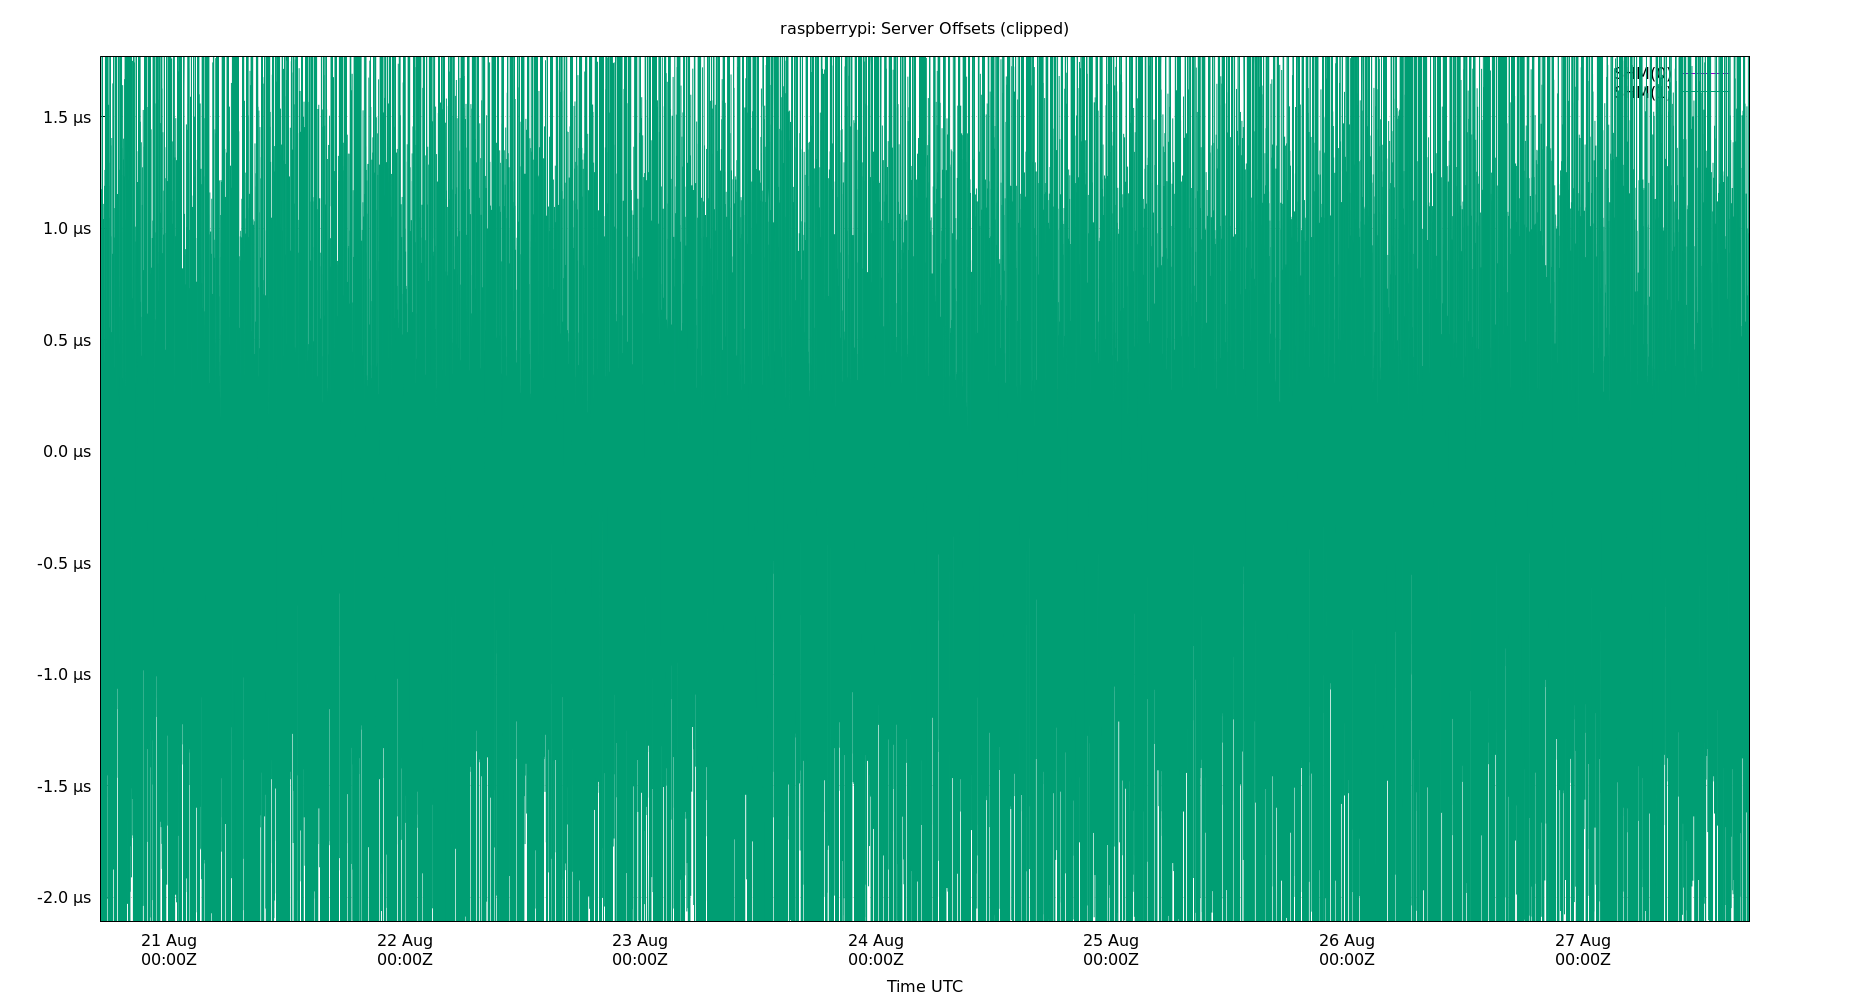 raspberrypi: Server Offsets (clipped)
SHM(0)
1.5 µs
1.0 µs
0.5 µs
0.0 µs
-0.5 µs
-1.0 µs
-1.5 µs
-2.0 µs
21 Aug 22 Aug 23 Aug 24 Aug 25 Aug 26 Aug 27 Aug
00:00Z 00:00Z 00:00Z 00:00Z 00:00Z 00:00Z 00:00Z
Time UTC